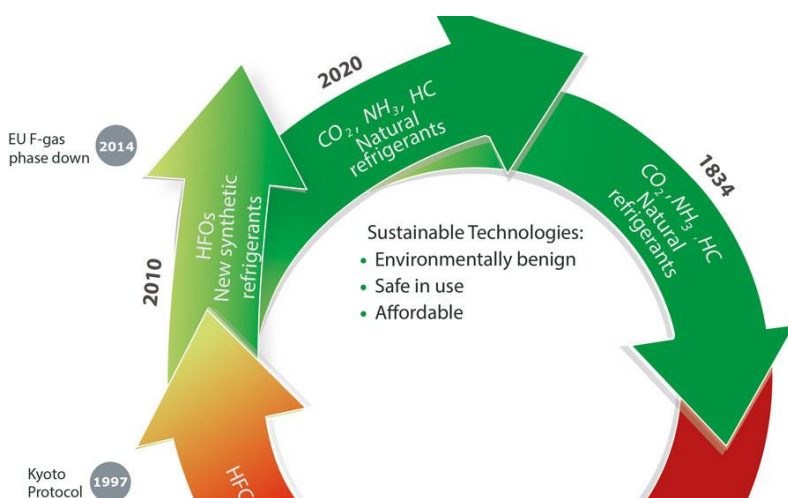 2020
EU F-gas
phase down
2014
CO₂, NH₃, HC
Natural
refrigerants
1834
CO₂, NH₃, HC
Natural
refrigerants
HFOs
New synthetic
refrigerants
2010
Sustainable Technologies:
• Environmentally benign
• Safe in use
• Affordable
Kyoto
Protocol
1997